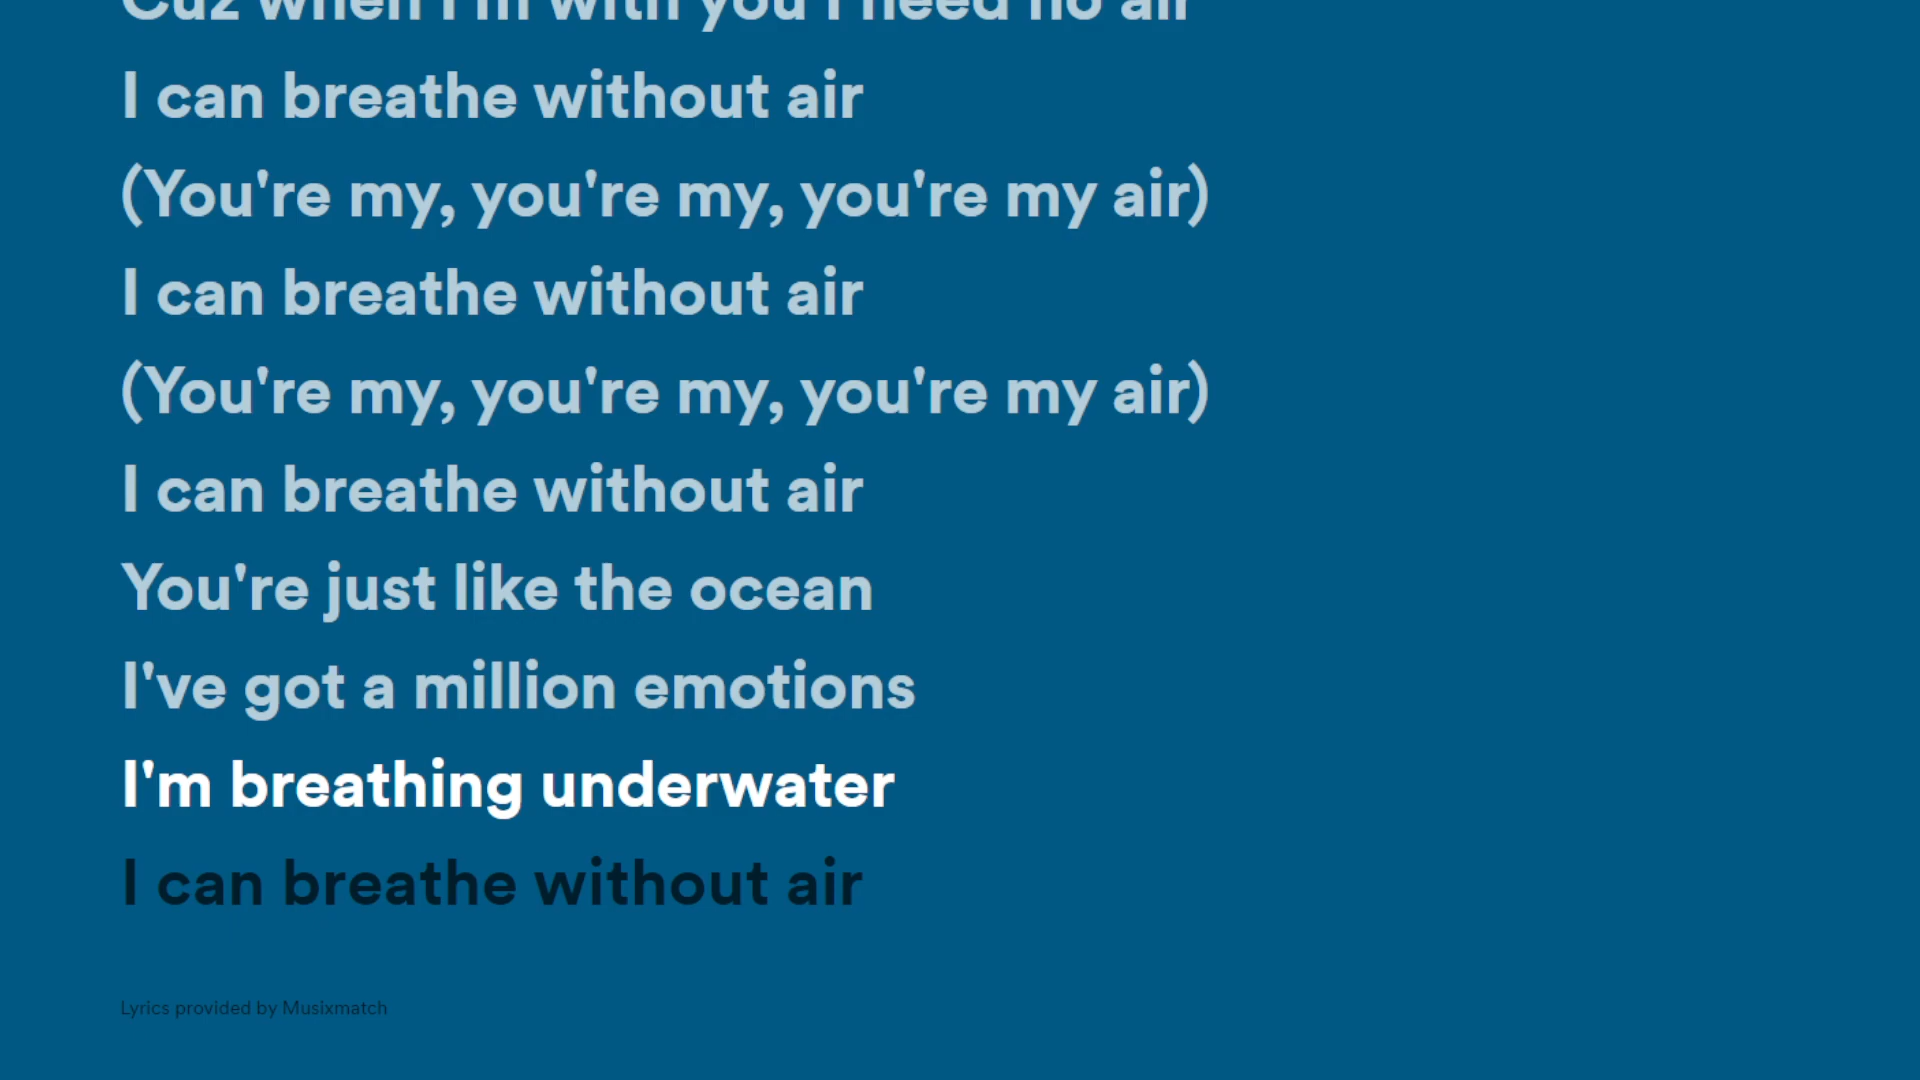 Cuz when I'm with you I need no air
I can breathe without air
(You're my, you're my, you're my air)
I can breathe without air
(You're my, you're my, you're my air)
I can breathe without air
You're just like the ocean
I've got a million emotions
I'm breathing underwater
I can breathe without air
Lyrics provided by Musixmatch